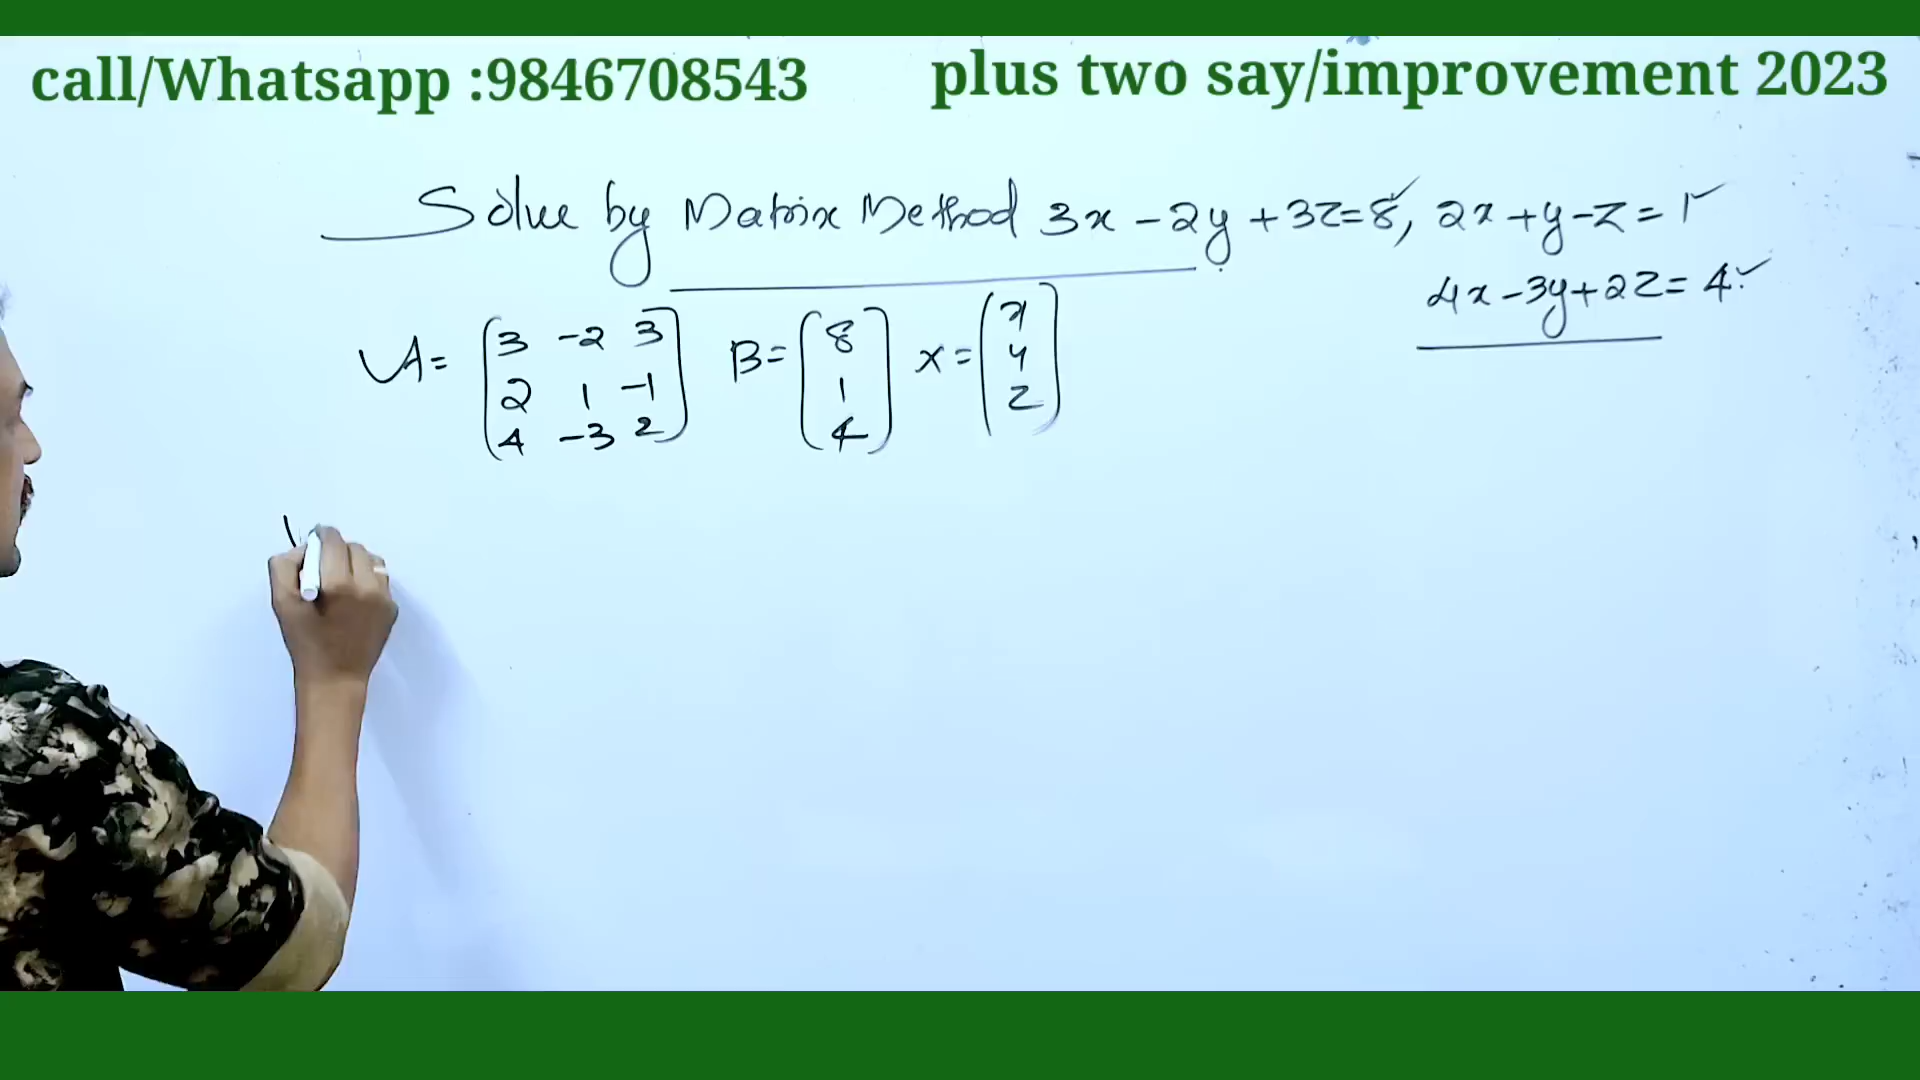 call/Whatsapp :9846708543 plus two say/improvement 2023
Solve by Matrix Method 3x - 2y + 3z = 8, 2x + y - z = 1
4x - 3y + 2z = 4
A = [3 -2 3 B = [8 X = [x
2 1 -1 1 y
4 -3 2] 4] z]